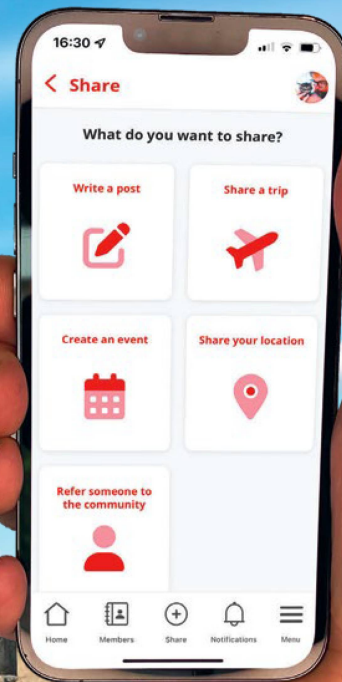 16:30
Share
What do you want to share?
Write a post
Share a trip
Create an event
Share your location
Refer someone to
the community
Home
Members
Share
Notifications
Menu